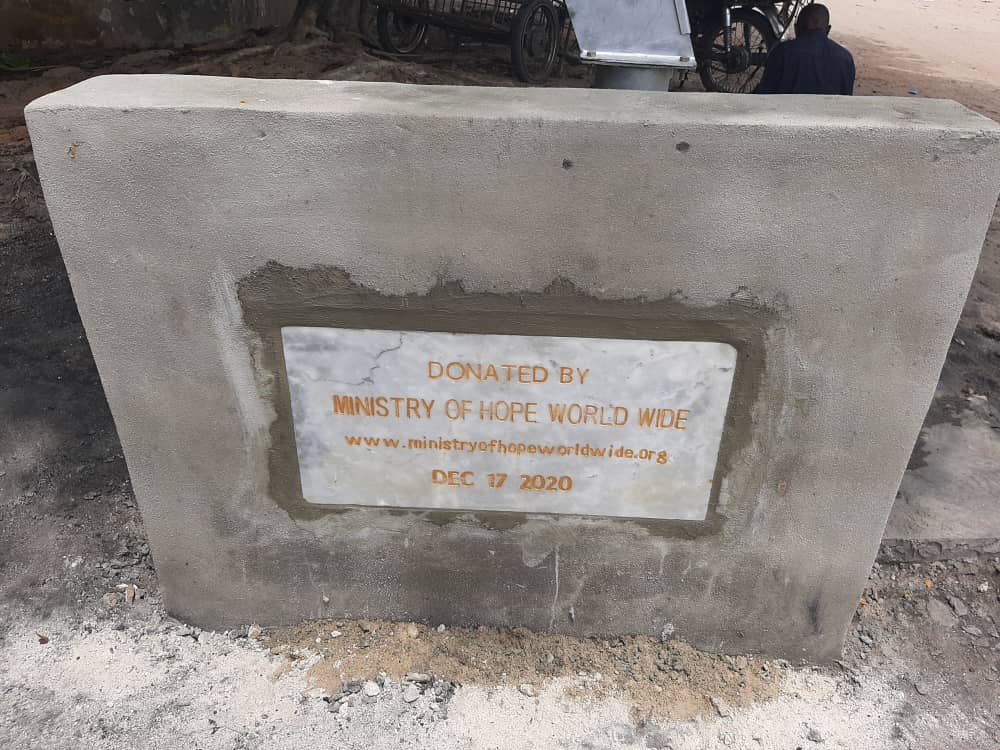 DONATED BY
MINISTRY OF HOPE WORLD WIDE
www.ministryofhopeworldwide.org
DEC 17 2020